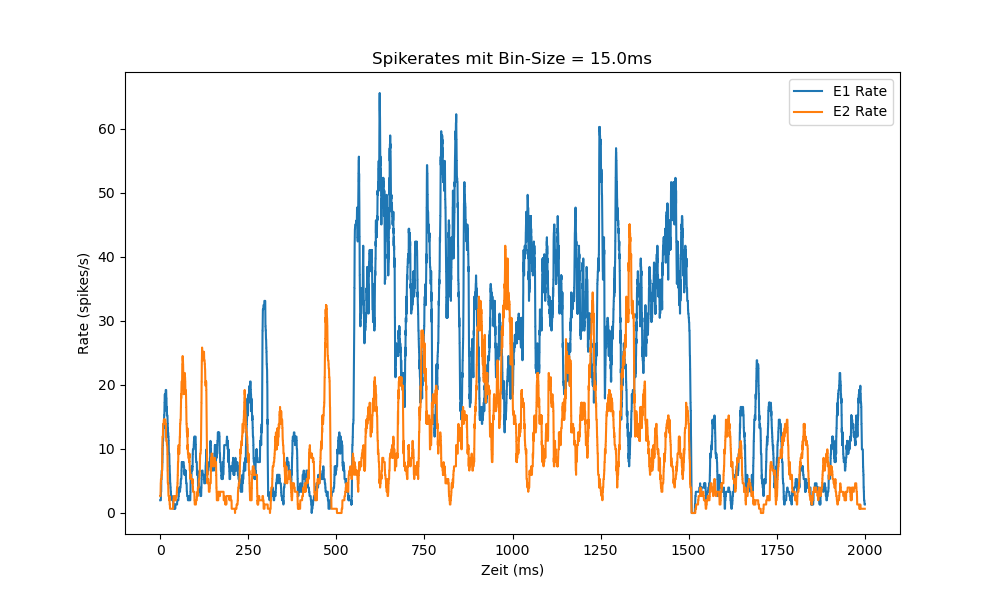 Spikerates mit Bin-Size = 15.0ms
E1 Rate
E2 Rate
Rate (spikes/s)
60
50
40
30
20
10
0
0 250 500 750 1000 1250 1500 1750 2000
Zeit (ms)